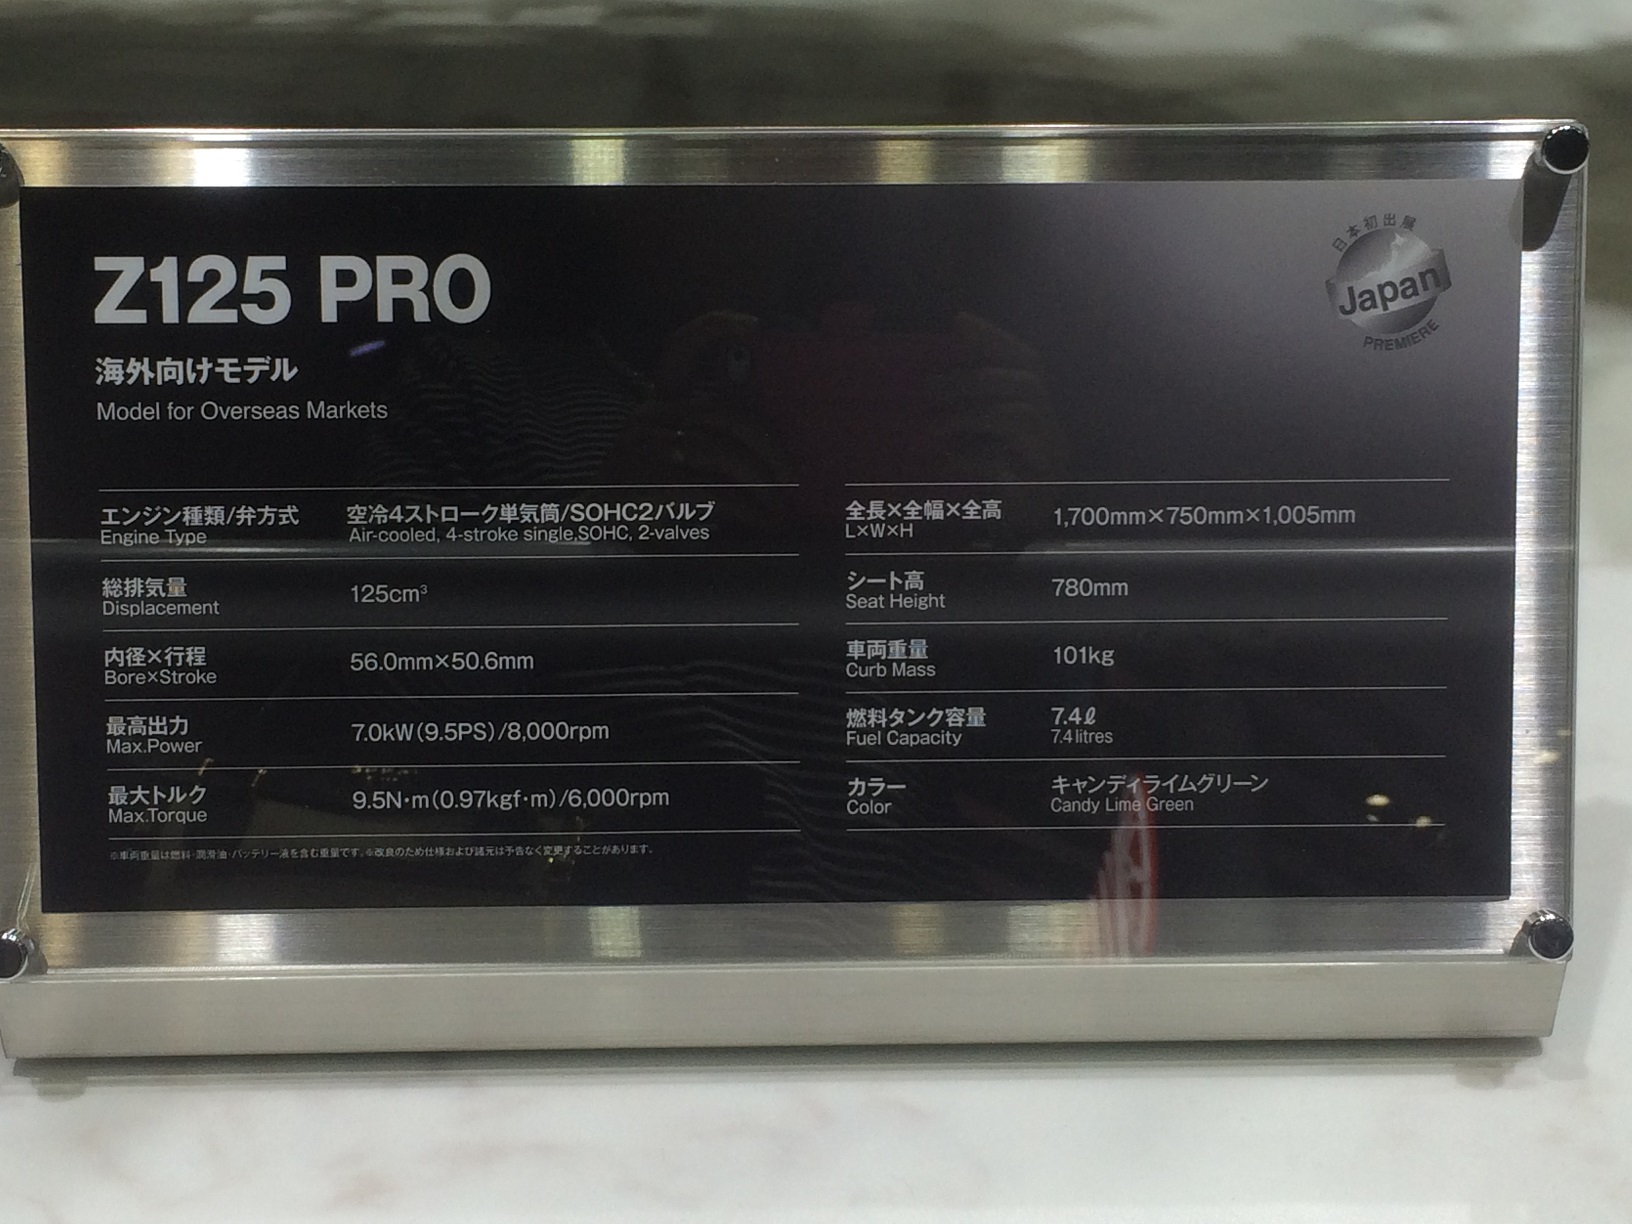 Z125 PRO
海外向けモデル
Model for Overseas Markets
日本初出展
Japan
PREMIERE
エンジン種類/弁方式 空冷4ストローク単気筒/SOHC2バルブ
Engine Type Air-cooled, 4-stroke single,SOHC, 2-valves
総排気量
Displacement
125cm³
内径×行程
Bore×Stroke
56.0mm×50.6mm
最高出力
Max.Power
7.0kW(9.5PS)/8,000rpm
最大トルク
Max.Torque
9.5N·m(0.97kgf·m)/6,000rpm
※車両重量は燃料·潤滑油·バッテリー液を含む重量です。※改良のため仕様および諸元は予告なく変更することがあります。
全長×全幅×全高
L×W×H
1,700mm×750mm×1,005mm
シート高
Seat Height
780mm
車両重量
Curb Mass
101kg
燃料タンク容量 7.4ℓ
Fuel Capacity 7.4 litres
カラー キャンディライムグリーン
Color Candy Lime Green